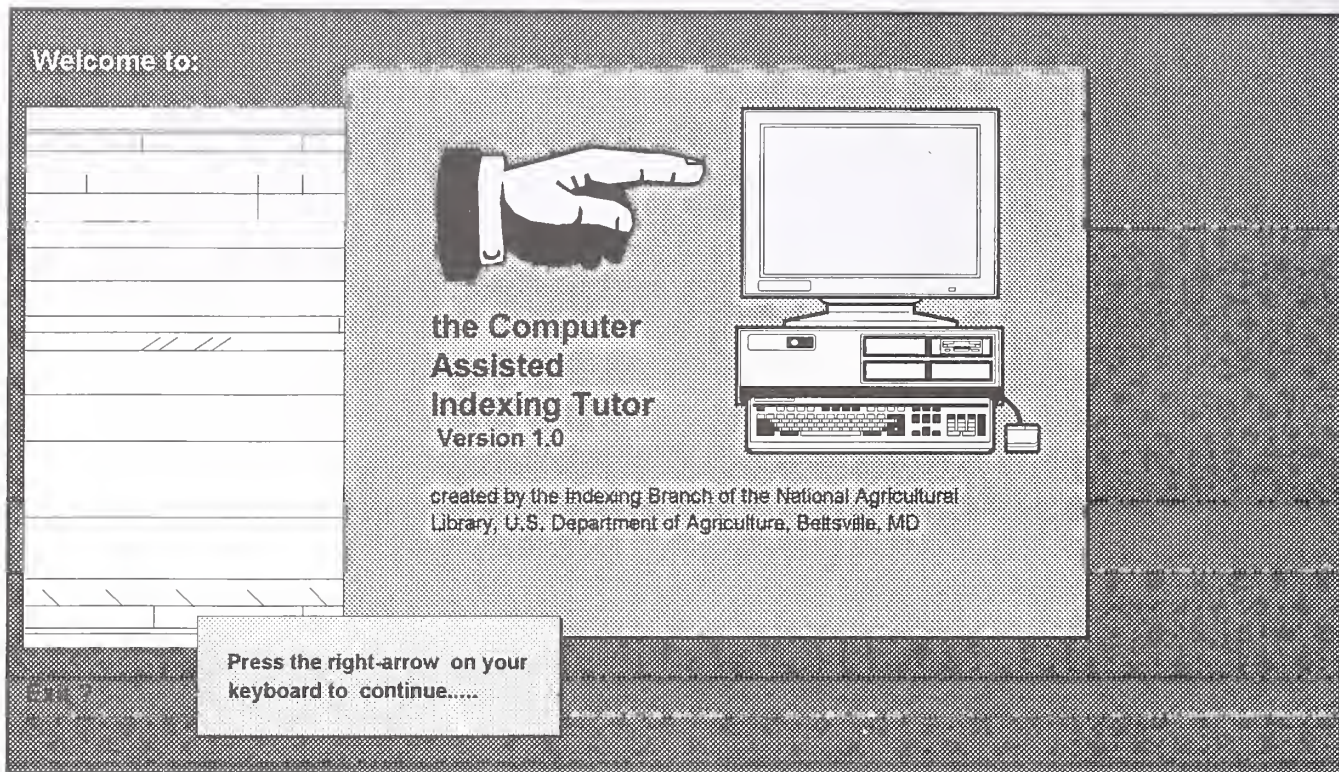 Welcome to:
the Computer
Assisted
Indexing Tutor
Version 1.0
created by the Indexing Branch of the National Agricultural
Library, U.S. Department of Agriculture, Beltsville, MD
Press the right-arrow on your
keyboard to continue.....
Exit ?